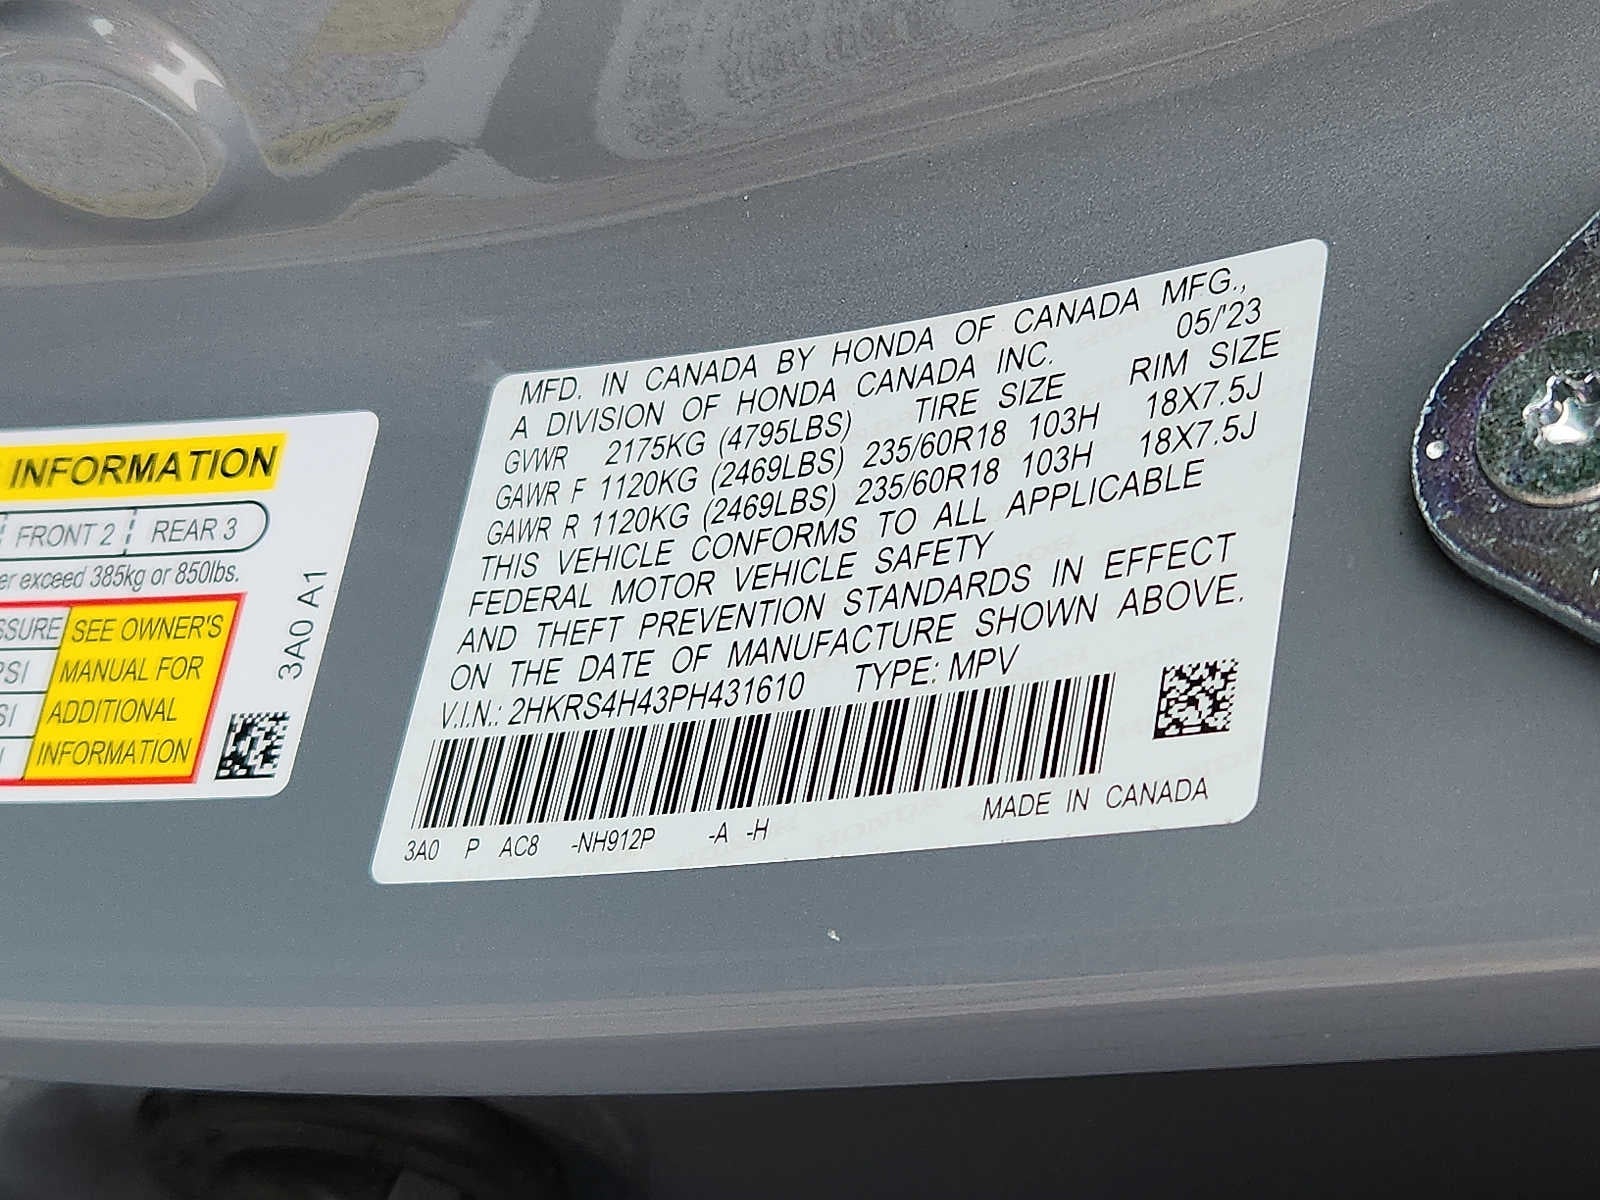 MFD. IN CANADA BY HONDA OF CANADA MFG.,
A DIVISION OF HONDA CANADA INC. 05/'23
GVWR 2175KG (4795LBS) TIRE SIZE RIM SIZE
GAWR F 1120KG (2469LBS) 235/60R18 103H 18X7.5J
GAWR R 1120KG (2469LBS) 235/60R18 103H 18X7.5J
THIS VEHICLE CONFORMS TO ALL APPLICABLE
FEDERAL MOTOR VEHICLE SAFETY
AND THEFT PREVENTION STANDARDS IN EFFECT
ON THE DATE OF MANUFACTURE SHOWN ABOVE.
V.I.N.: 2HKRS4H43PH431610 TYPE: MPV
3A0 P AC8 -NH912P -A -H MADE IN CANADA
INFORMATION
FRONT 2 REAR 3
exceed 385kg or 850lbs.
SEE OWNER'S
MANUAL FOR
ADDITIONAL
INFORMATION
3A0 A1